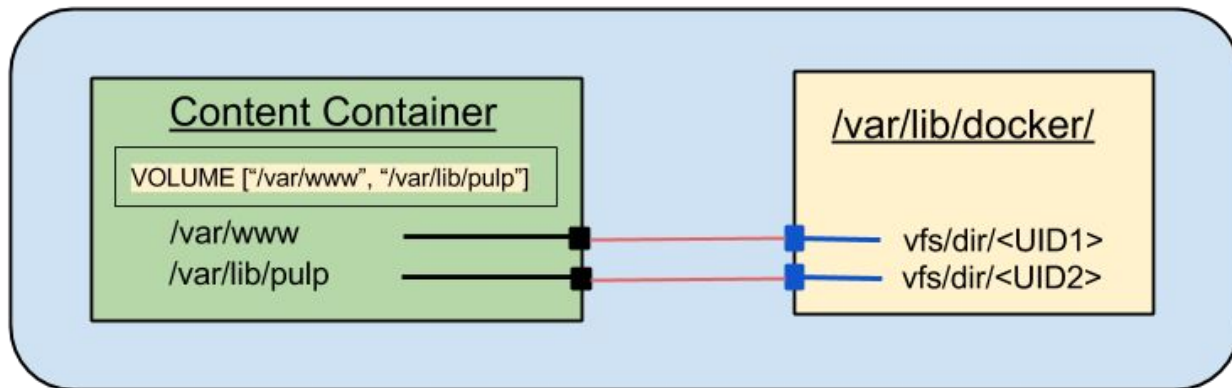 Content Container
VOLUME [“/var/www”, “/var/lib/pulp”]
/var/www
/var/lib/pulp
/var/lib/docker/
vfs/dir/<UID1>
vfs/dir/<UID2>